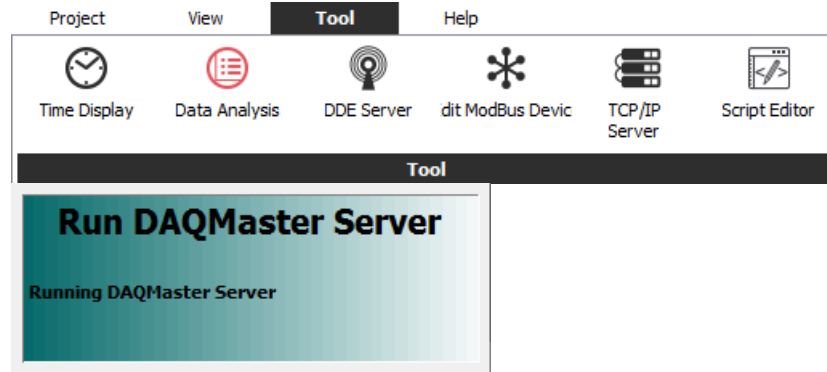 Project View Tool Help
Time Display Data Analysis DDE Server dit ModBus Devic TCP/IP Server Script Editor
Tool
Run DAQMaster Server
Running DAQMaster Server